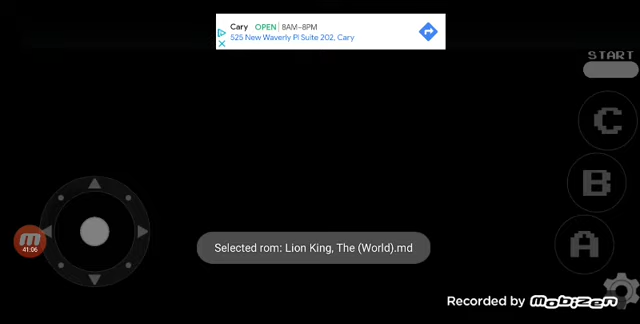 Cary OPEN 8AM–8PM
525 New Waverly Pl Suite 202, Cary
START
C
B
A
41:06
Selected rom: Lion King, The (World).md
Recorded by Mobizen